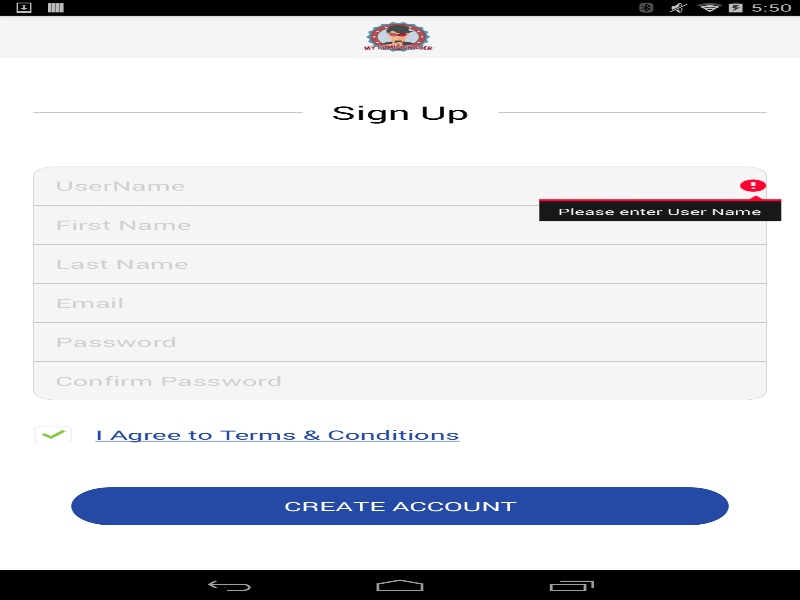 5:50
Sign Up
UserName
Please enter User Name
First Name
Last Name
Email
Password
Confirm Password
I Agree to Terms & Conditions
CREATE ACCOUNT